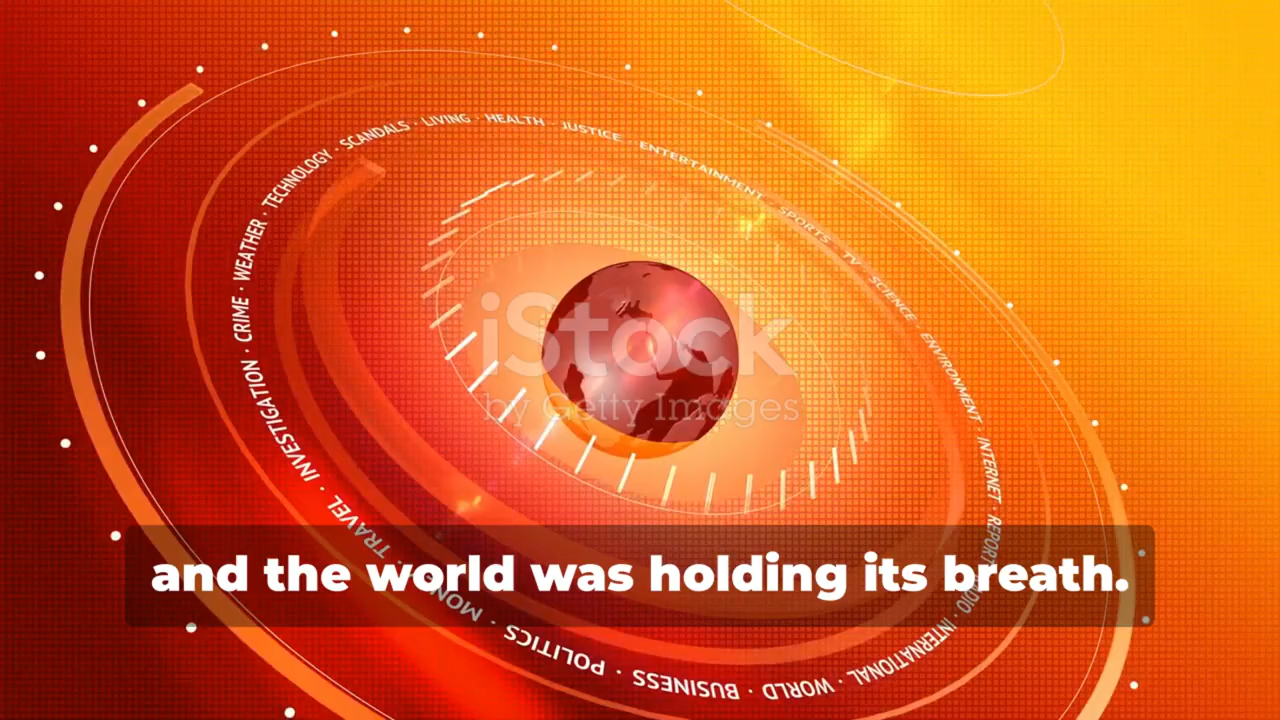 SCANDALS · LIVING · HEALTH · JUSTICE · ENTERTAINMENT · SPORTS · TV · SCIENCE · ENVIRONMENT · INTERNET · REPORT
INTERNATIONAL · WORLD · BUSINESS · POLITICS
TRAVEL · INVESTIGATION · CRIME · WEATHER · TECHNOLOGY
iStock
by Getty Images
and the world was holding its breath.